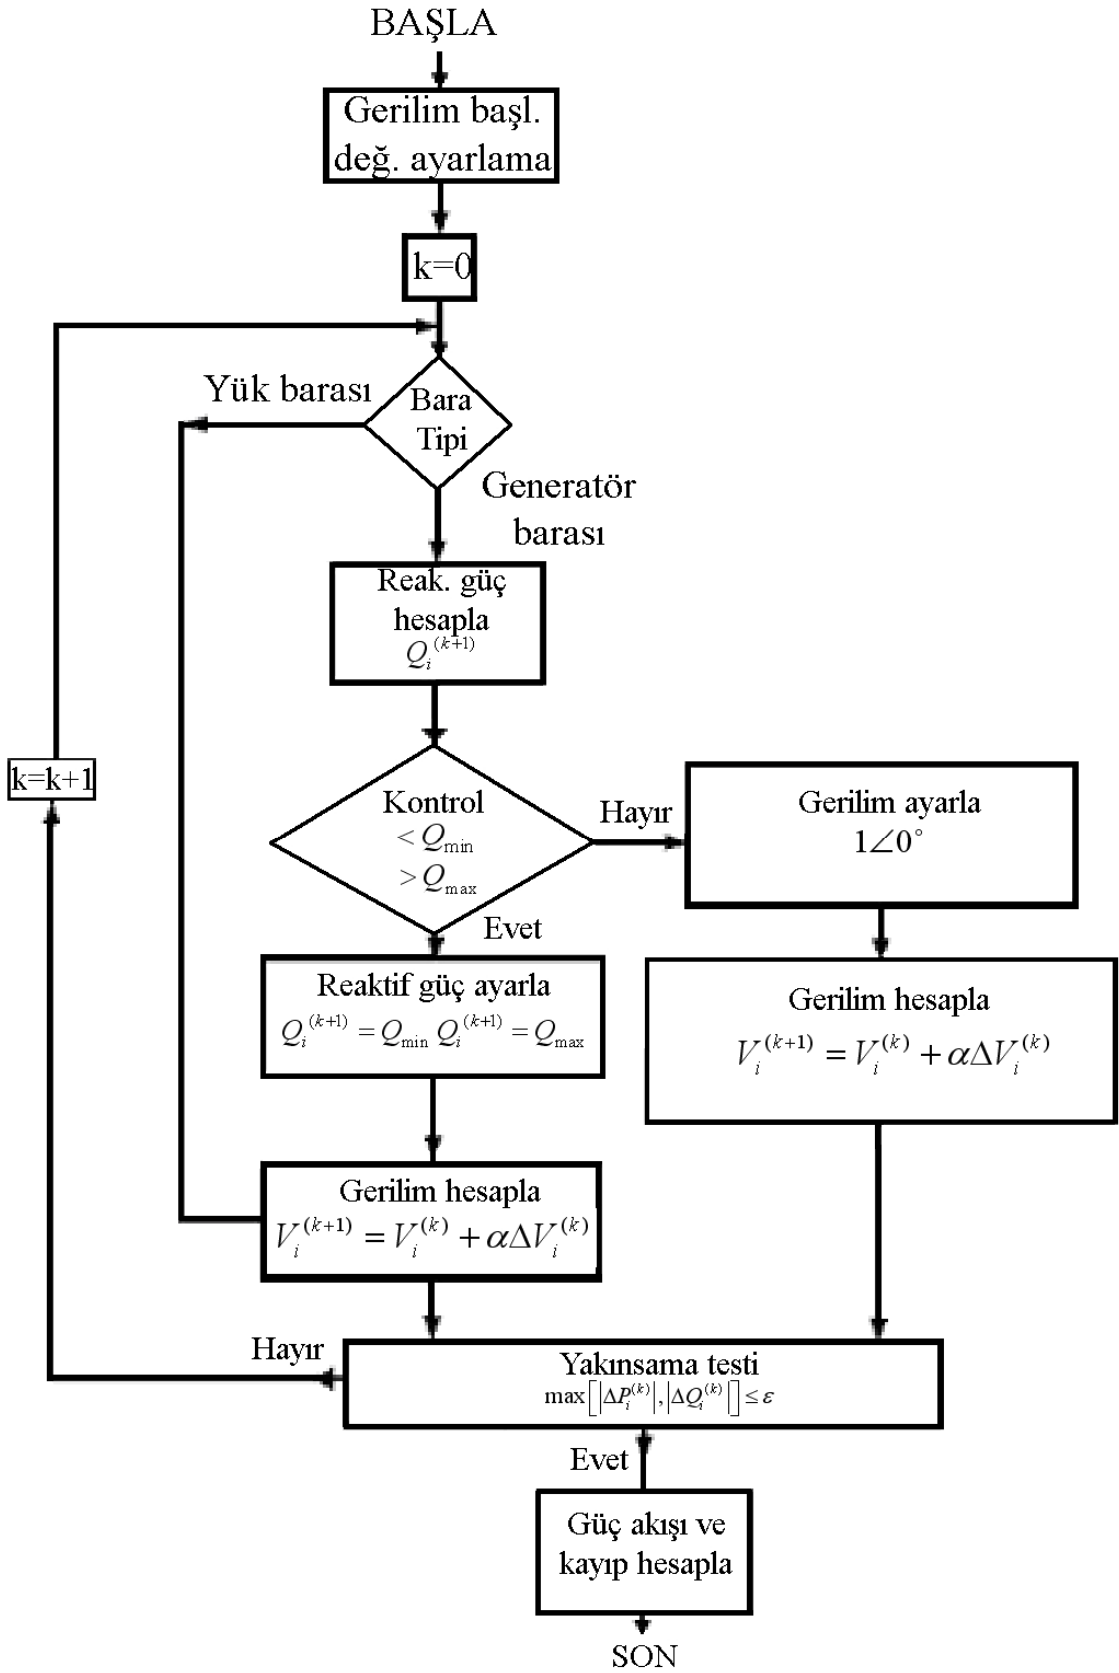 BAŞLA
Gerilim başl.
değ. ayarlama
k=0
Yük barası
Bara
Tipi
Generatör
barası
Reak. güç
hesapla
Q_i^(k+1)
k=k+1
Kontrol
< Q_min
> Q_max
Hayır
Gerilim ayarla
1∠0°
Evet
Reaktif güç ayarla
Q_i^(k+1) = Q_min Q_i^(k+1) = Q_max
Gerilim hesapla
V_i^(k+1) = V_i^(k) + αΔV_i^(k)
Gerilim hesapla
V_i^(k+1) = V_i^(k) + αΔV_i^(k)
Hayır
Yakınsama testi
max[|ΔP_i^(k)|,|ΔQ_i^(k)|] ≤ ε
Evet
Güç akışı ve
kayıp hesapla
SON